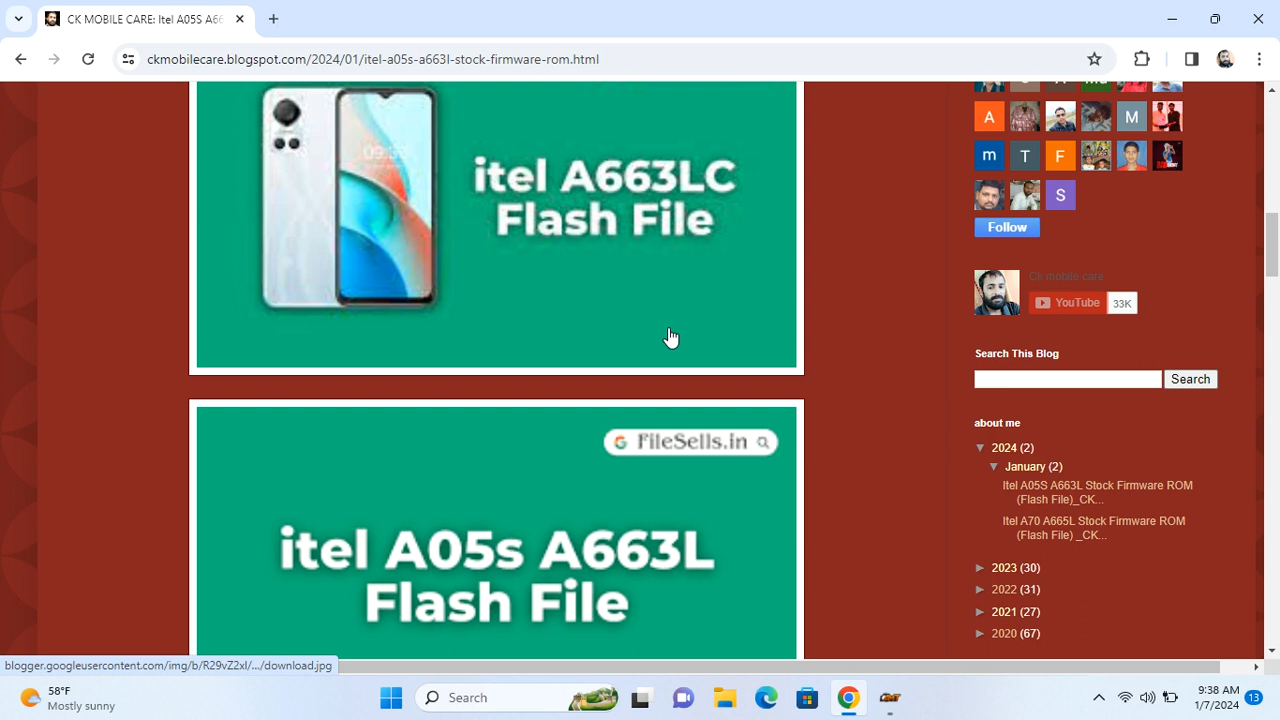 CK MOBILE CARE: Itel A05S A66
ckmobilecare.blogspot.com/2024/01/itel-a05s-a663l-stock-firmware-rom.html
itel A663LC
Flash File
FileSells.in
itel A05s A663L
Flash File
A
M
m
T
F
S
Follow
Ck mobile care
YouTube 33K
Search This Blog
Search
about me
▼ 2024 (2)
▼ January (2)
Itel A05S A663L Stock Firmware ROM
(Flash File)_CK...
Itel A70 A665L Stock Firmware ROM
(Flash File) _CK...
► 2023 (30)
► 2022 (31)
► 2021 (27)
► 2020 (67)
blogger.googleusercontent.com/img/b/R29vZ2xl/.../download.jpg
58°F
Mostly sunny
Search
9:38 AM
1/7/2024
13